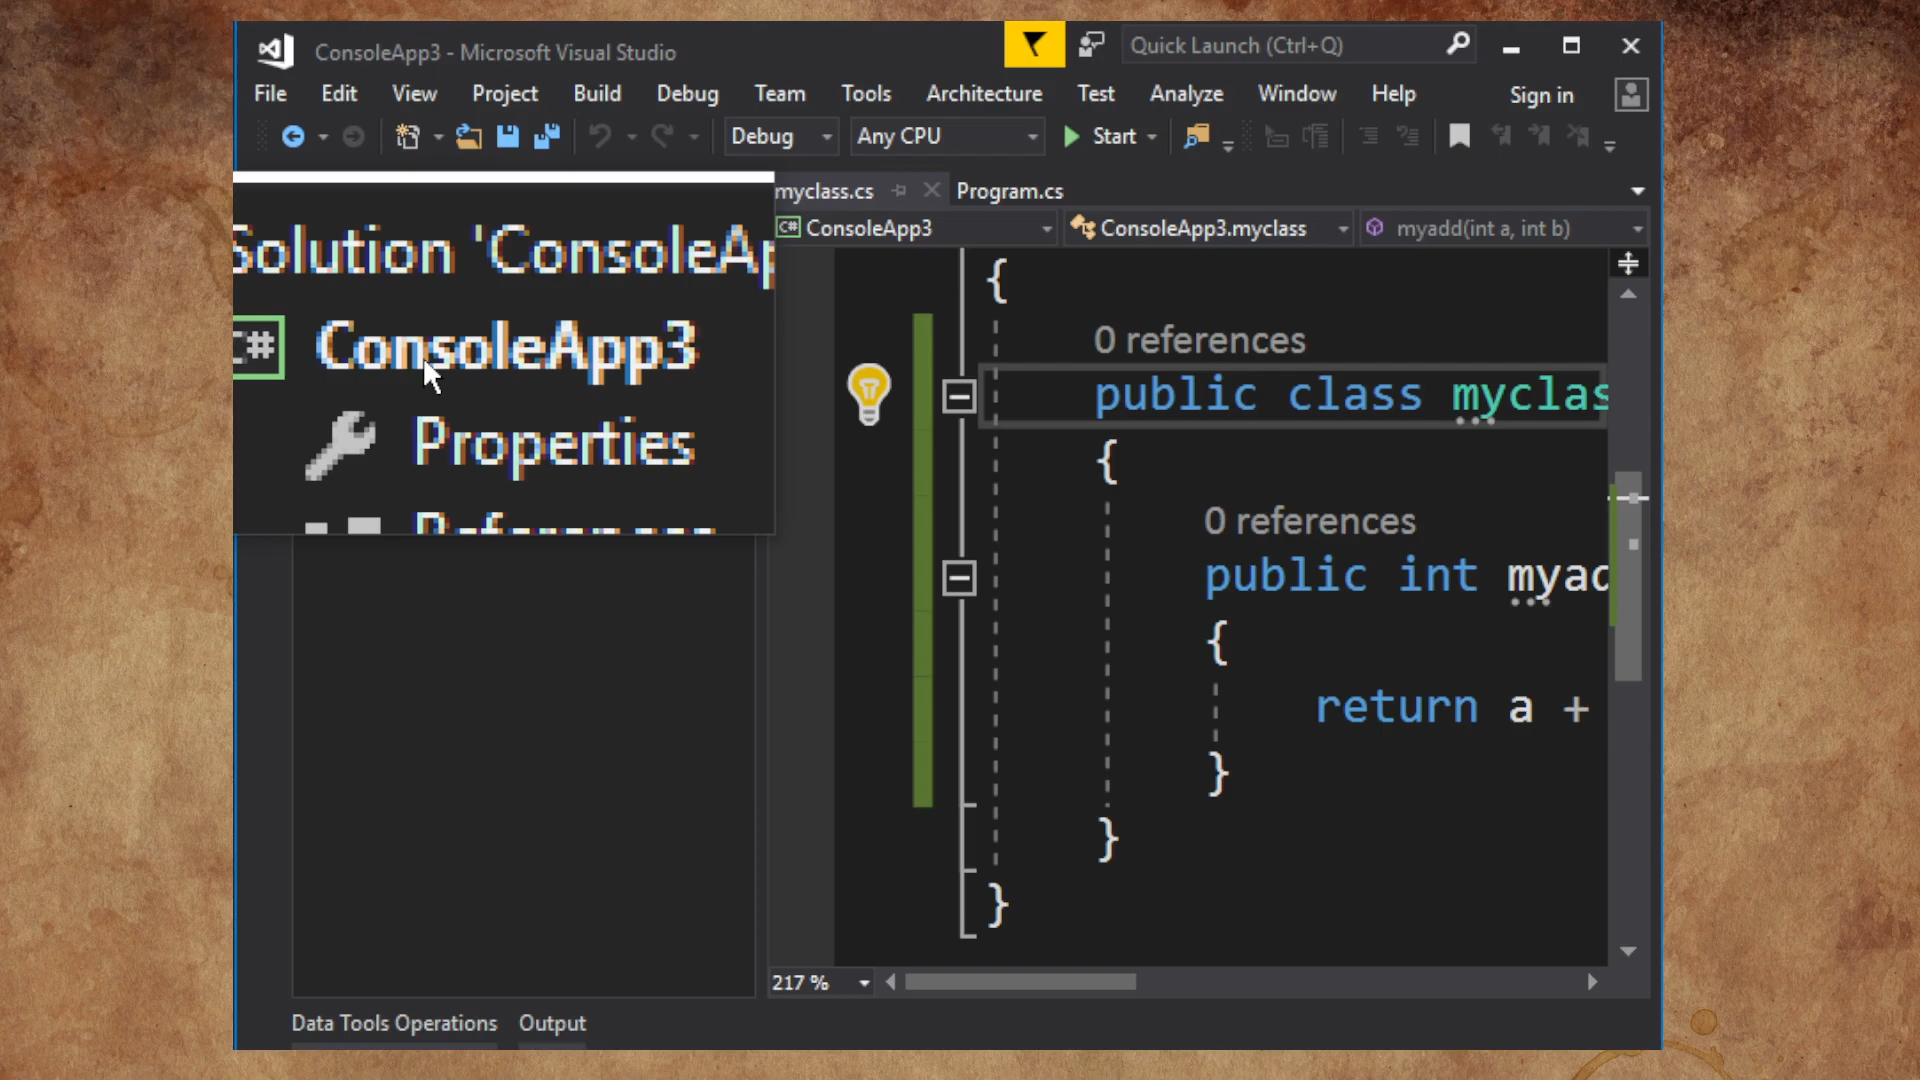 ConsoleApp3 - Microsoft Visual Studio
Quick Launch (Ctrl+Q)
File Edit View Project Build Debug Team Tools Architecture Test Analyze Window Help Sign in
Debug Any CPU Start
myclass.cs Program.cs
C# ConsoleApp3 ConsoleApp3.myclass myadd(int a, int b)
Solution 'ConsoleAp
C# ConsoleApp3
Properties
References
{
0 references
public class myclas
{
0 references
public int myad
{
return a +
}
}
}
217 %
Data Tools Operations Output